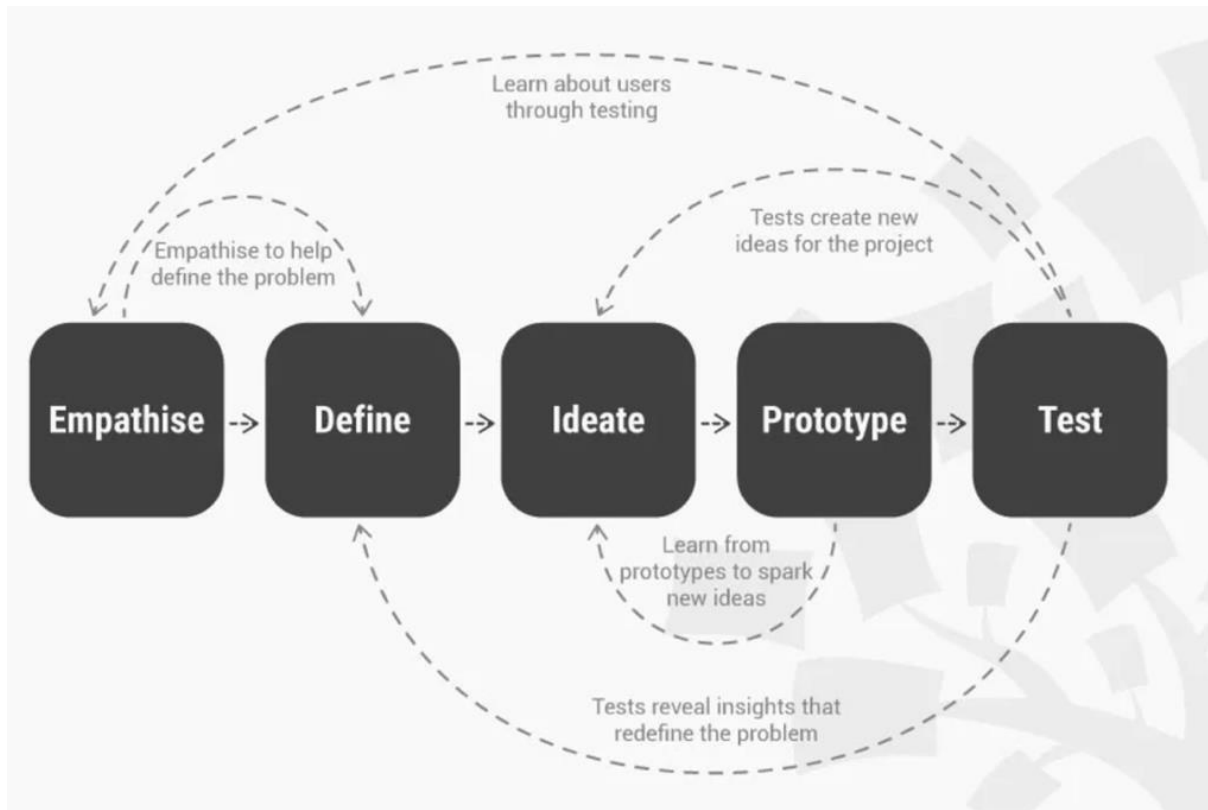 Learn about users
through testing
Tests create new
ideas for the project
Empathise to help
define the problem
Empathise
Define
Ideate
Prototype
Test
Learn from
prototypes to spark
new ideas
Tests reveal insights that
redefine the problem